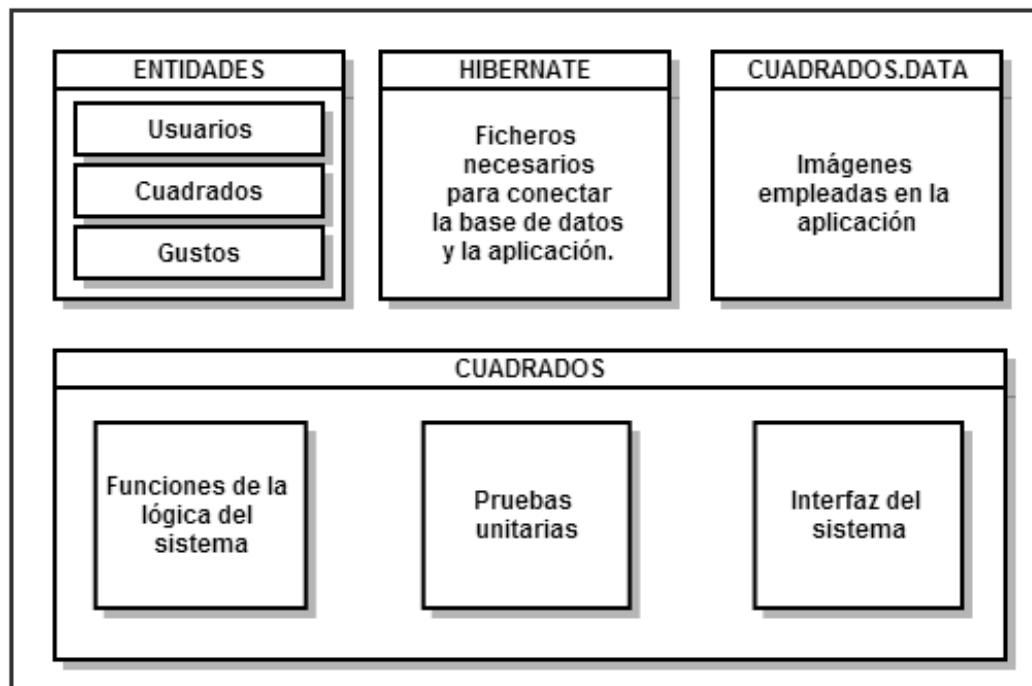 ENTIDADES
Usuarios
Cuadrados
Gustos
HIBERNATE
Ficheros
necesarios
para conectar
la base de datos
y la aplicación.
CUADRADOS.DATA
Imágenes
empleadas en la
aplicación
CUADRADOS
Funciones de la
lógica del
sistema
Pruebas
unitarias
Interfaz del
sistema